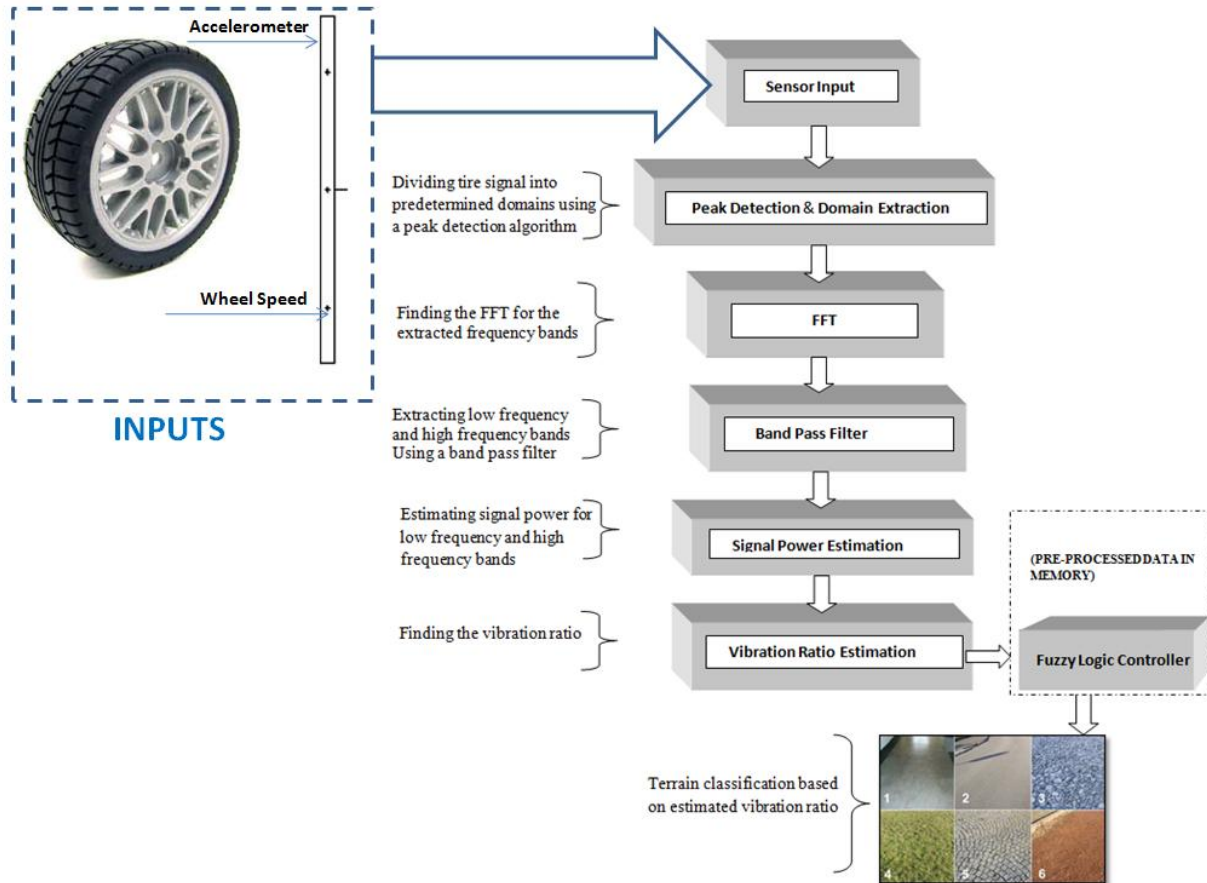 Accelerometer
Wheel Speed
INPUTS
Sensor Input
Dividing tire signal into
predetermined domains using
a peak detection algorithm
Peak Detection & Domain Extraction
Finding the FFT for the
extracted frequency bands
FFT
Extracting low frequency
and high frequency bands
Using a band pass filter
Band Pass Filter
Estimating signal power for
low frequency and high
frequency bands
Signal Power Estimation
(PRE-PROCESSED DATA IN
MEMORY)
Finding the vibration ratio
Vibration Ratio Estimation
Fuzzy Logic Controller
Terrain classification based
on estimated vibration ratio
1 2 3
4 5 6